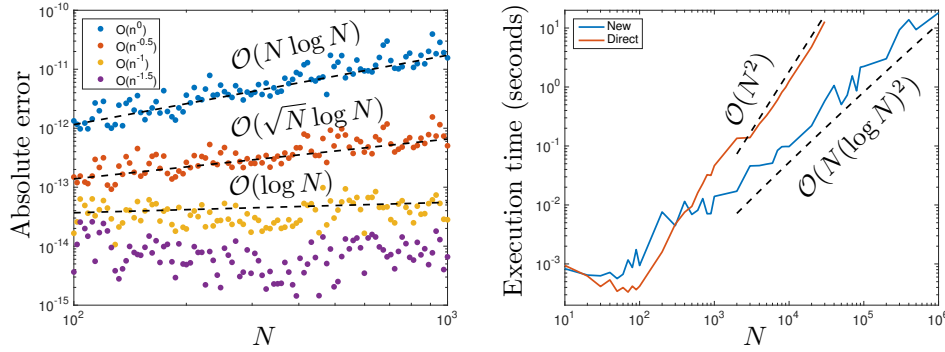 O(n^0)
O(n^-0.5)
O(n^-1)
O(n^-1.5)
𝒪(N log N)
𝒪(√N log N)
𝒪(log N)
Absolute error
10^-10
10^-11
10^-12
10^-13
10^-14
10^-15
10^2
10^3
N
New
Direct
𝒪(N^2)
𝒪(N(log N)^2)
Execution time (seconds)
10^1
10^0
10^-1
10^-2
10^-3
10^1
10^2
10^3
10^4
10^5
10^6
N